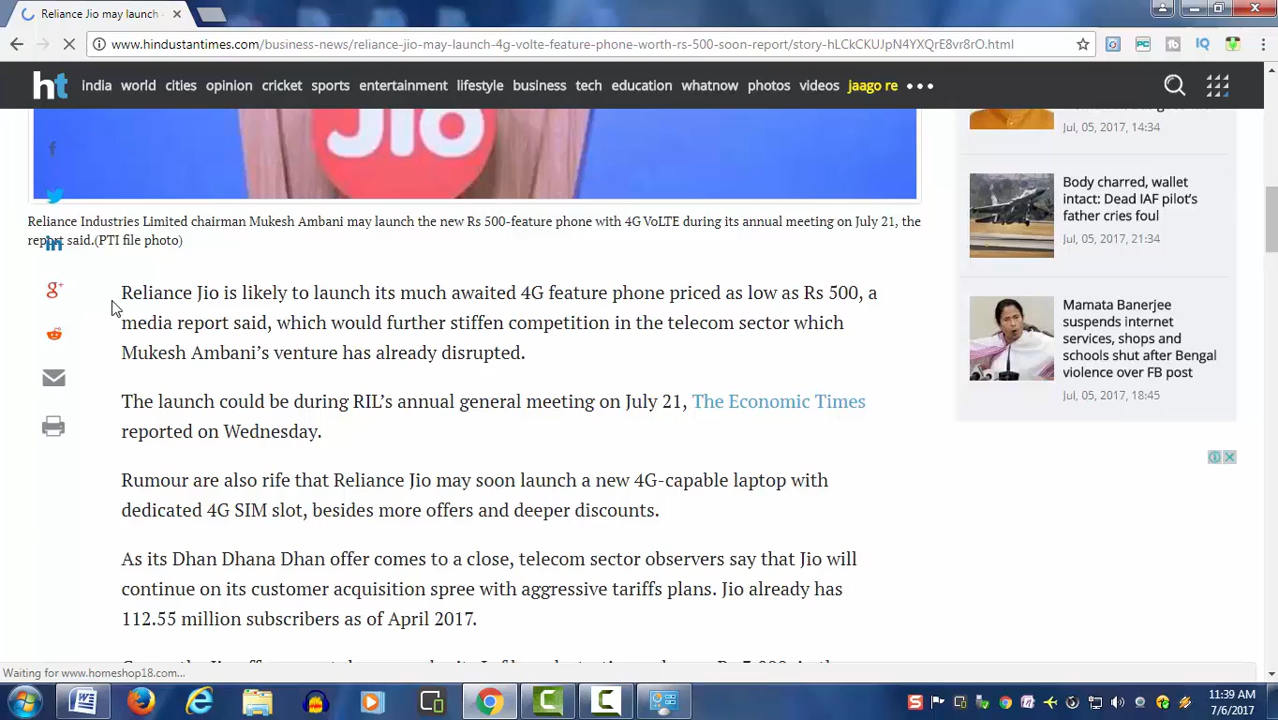 Reliance Jio may launch
www.hindustantimes.com/business-news/reliance-jio-may-launch-4g-volte-feature-phone-worth-rs-500-soon-report/story-hLCkCKUJpN4YXQrE8vr8rO.html
ht india world cities opinion cricket sports entertainment lifestyle business tech education whatnow photos videos jaago re
Jio
Jul, 05, 2017, 14:34
Body charred, wallet
intact: Dead IAF pilot's
father cries foul
Jul, 05, 2017, 21:34
Mamata Banerjee
suspends internet
services, shops and
schools shut after Bengal
violence over FB post
Jul, 05, 2017, 18:45
Reliance Industries Limited chairman Mukesh Ambani may launch the new Rs 500-feature phone with 4G VoLTE during its annual meeting on July 21, the
report said.(PTI file photo)
Reliance Jio is likely to launch its much awaited 4G feature phone priced as low as Rs 500, a
media report said, which would further stiffen competition in the telecom sector which
Mukesh Ambani's venture has already disrupted.
The launch could be during RIL's annual general meeting on July 21, The Economic Times
reported on Wednesday.
Rumour are also rife that Reliance Jio may soon launch a new 4G-capable laptop with
dedicated 4G SIM slot, besides more offers and deeper discounts.
As its Dhan Dhana Dhan offer comes to a close, telecom sector observers say that Jio will
continue on its customer acquisition spree with aggressive tariffs plans. Jio already has
112.55 million subscribers as of April 2017.
Waiting for www.homeshop18.com...
11:39 AM
7/6/2017